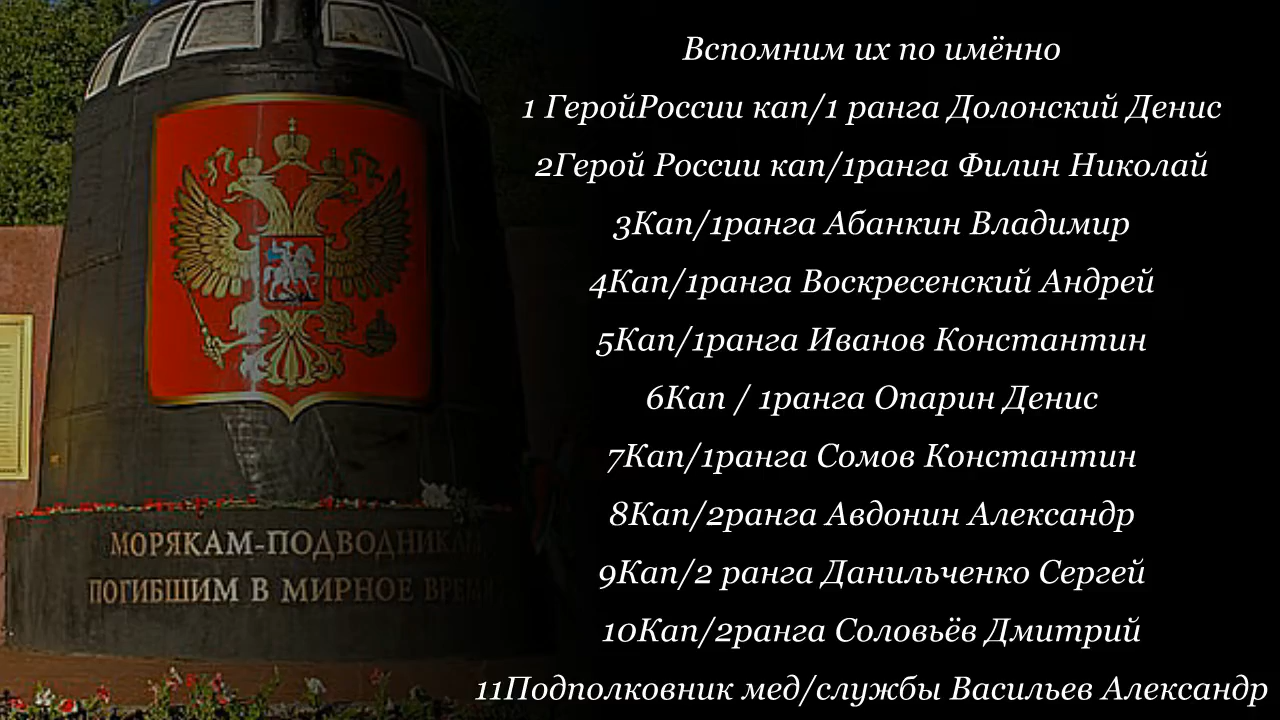 Вспомним их по имённо
1 ГеройРоссии кап/1 ранга Долонский Денис
2Герой России кап/1ранга Филин Николай
3Кап/1ранга Абанкин Владимир
4Кап/1ранга Воскресенский Андрей
5Кап/1ранга Иванов Константин
6Кап / 1ранга Опарин Денис
7Кап/1ранга Сомов Константин
8Кап/2ранга Авдонин Александр
9Кап/2 ранга Данильченко Сергей
10Кап/2ранга Соловьёв Дмитрий
11Подполковник мед/службы Васильев Александр
МОРЯКАМ-ПОДВОДНИКАМ
ПОГИБШИМ В МИРНОЕ ВРЕМЯ